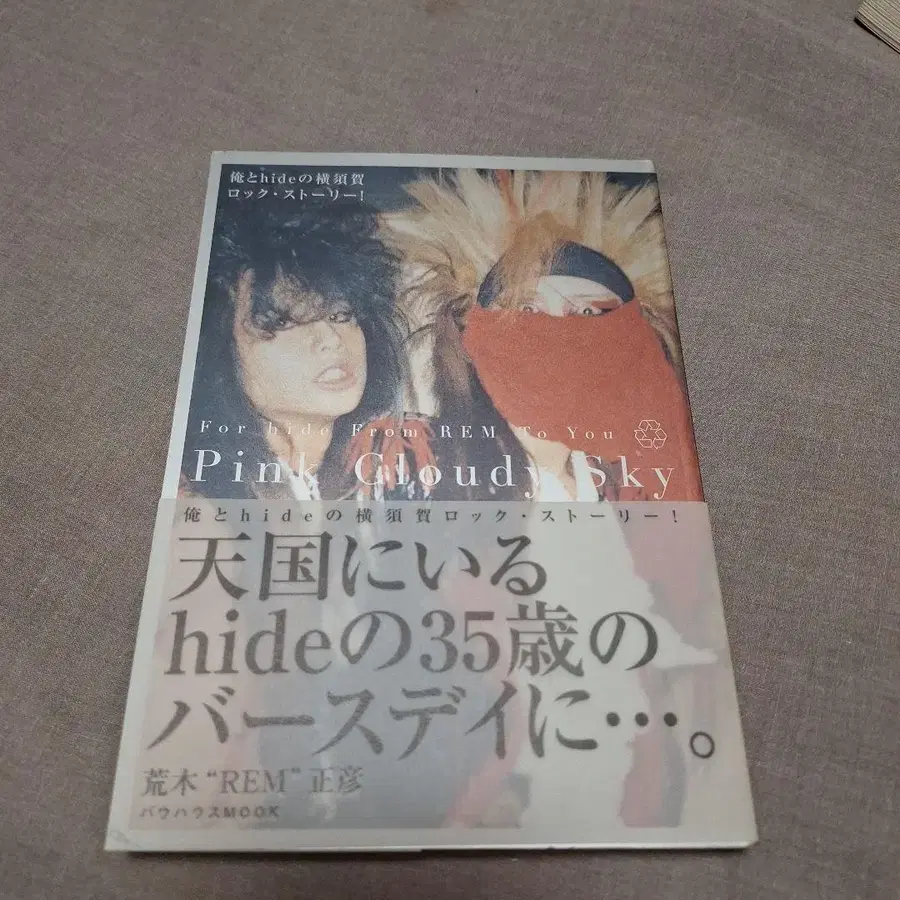 俺とhideの横須賀
ロック・ストーリー!
For hide From REM To You
Pink Cloudy Sky
俺とhideの横須賀ロック・ストーリー!
天国にいる
hideの35歳の
バースデイに…。
荒木“REM”正彦
バウハウスMOOK